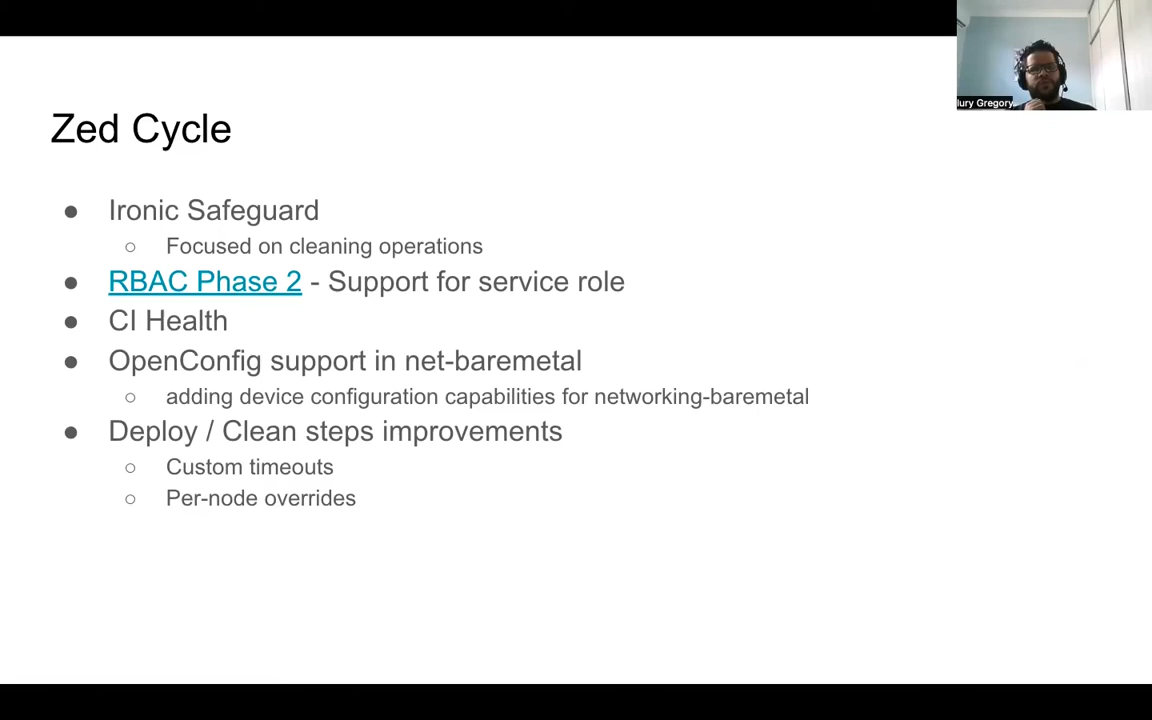 Iury Gregory
Zed Cycle
● Ironic Safeguard
○ Focused on cleaning operations
● RBAC Phase 2 - Support for service role
● CI Health
● OpenConfig support in net-baremetal
○ adding device configuration capabilities for networking-baremetal
● Deploy / Clean steps improvements
○ Custom timeouts
○ Per-node overrides